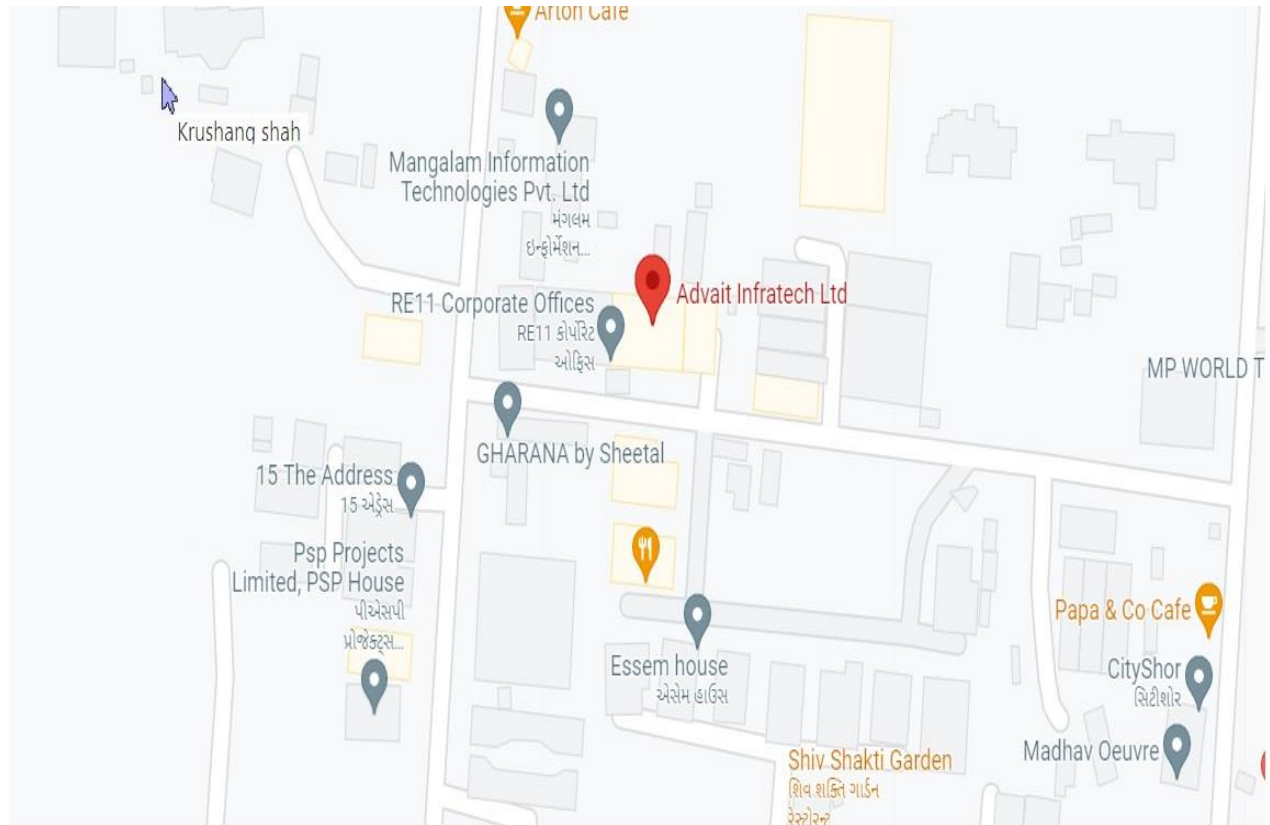 Arton Cafe
Krushang shah
Mangalam Information
Technologies Pvt. Ltd
મંગલમ
ઇન્ફોર્મેશન...
Advait Infratech Ltd
RE11 Corporate Offices
RE11 કોર્પોરેટ
ઓફિસ
MP WORLD T
GHARANA by Sheetal
15 The Address
15 એડ્રેસ
Psp Projects
Limited, PSP House
પીએસપી
પ્રોજેક્ટ્સ...
Papa & Co Cafe
Essem house
એસેમ હાઉસ
CityShor
સિટીશોર
Madhav Oeuvre
Shiv Shakti Garden
શિવ શક્તિ ગાર્ડન
રેસ્ટોરન્ટ